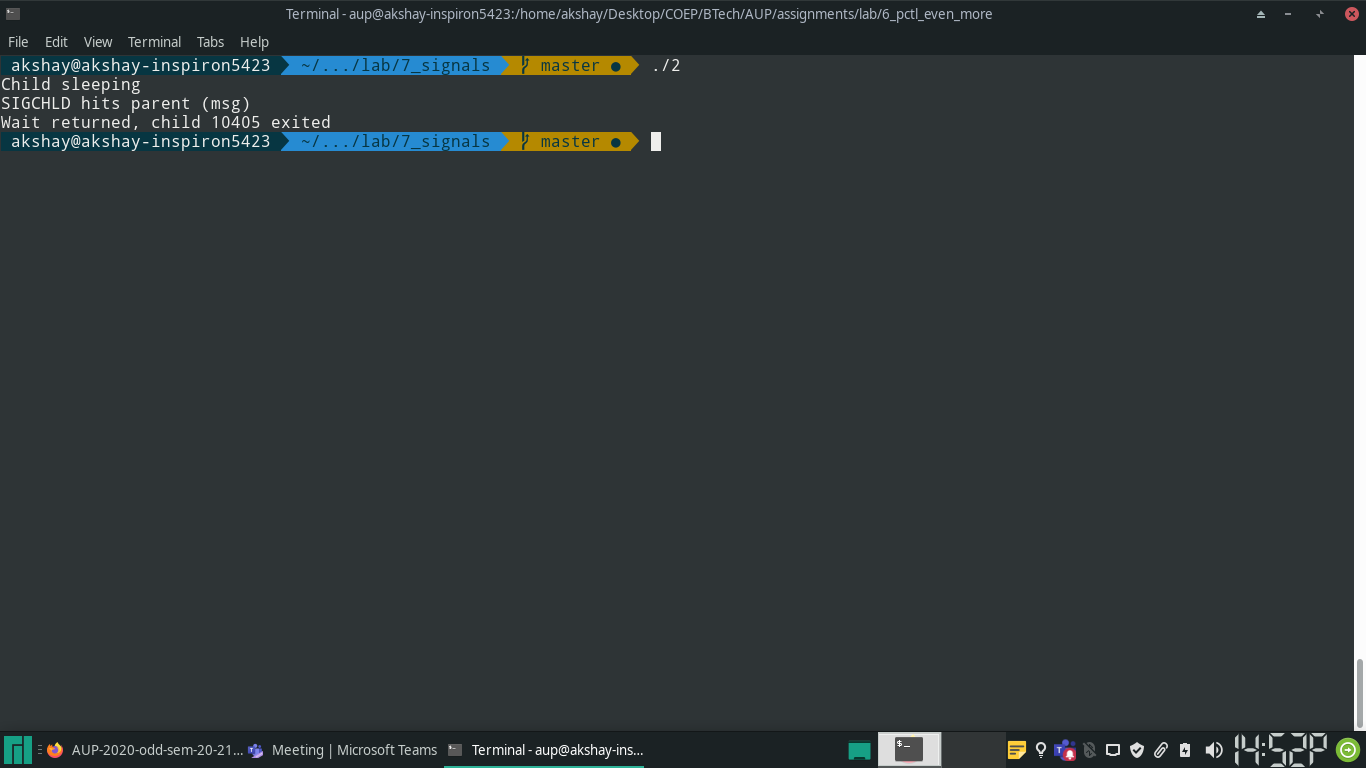 Terminal - aup@akshay-inspiron5423:/home/akshay/Desktop/COEP/BTech/AUP/assignments/lab/6_pctl_even_more
File Edit View Terminal Tabs Help
akshay@akshay-inspiron5423 ~/.../lab/7_signals master ● ./2
Child sleeping
SIGCHLD hits parent (msg)
Wait returned, child 10405 exited
akshay@akshay-inspiron5423 ~/.../lab/7_signals master ●
AUP-2020-odd-sem-20-21... Meeting | Microsoft Teams Terminal - aup@akshay-ins... 14:52P